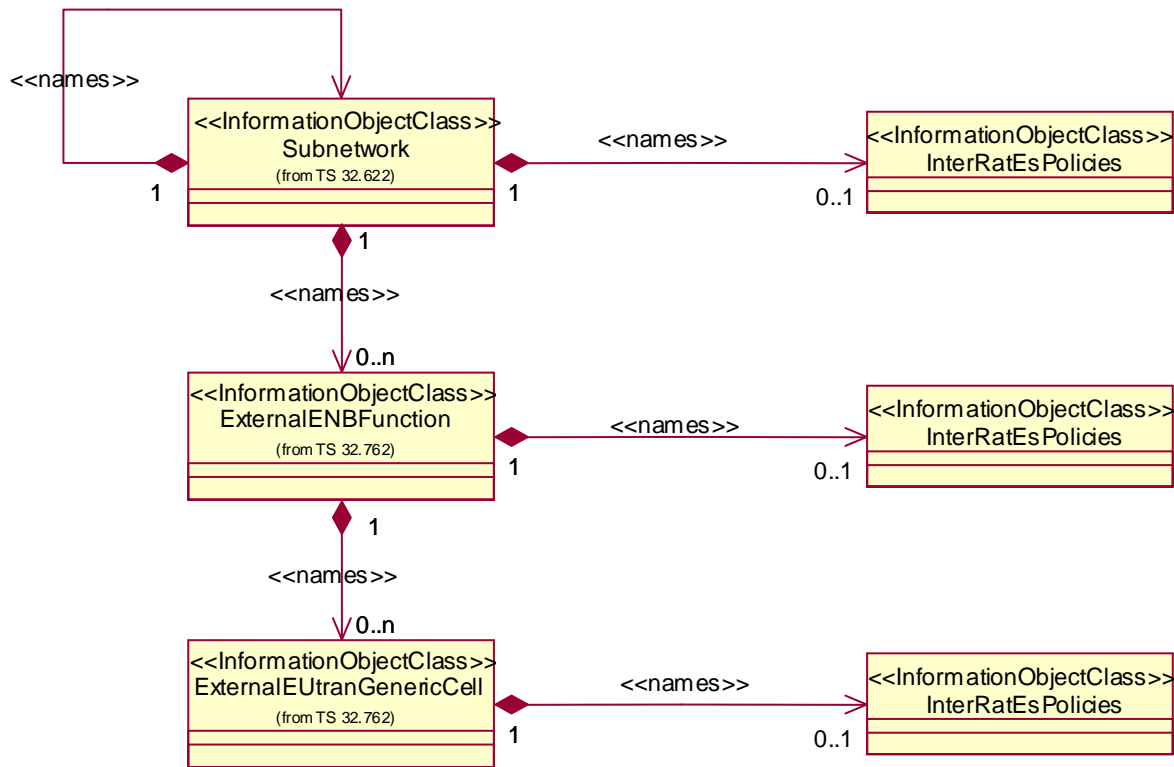 <<names>>
<<InformationObjectClass>>
Subnetwork
(from TS 32.622)
1
1
<<names>>
0..1
<<InformationObjectClass>>
InterRatEsPolicies
1
<<names>>
0..n
<<InformationObjectClass>>
ExternalENBFunction
(from TS 32.762)
1
<<names>>
0..1
<<InformationObjectClass>>
InterRatEsPolicies
1
<<names>>
0..n
<<InformationObjectClass>>
ExternalEUtranGenericCell
(from TS 32.762)
1
<<names>>
0..1
<<InformationObjectClass>>
InterRatEsPolicies